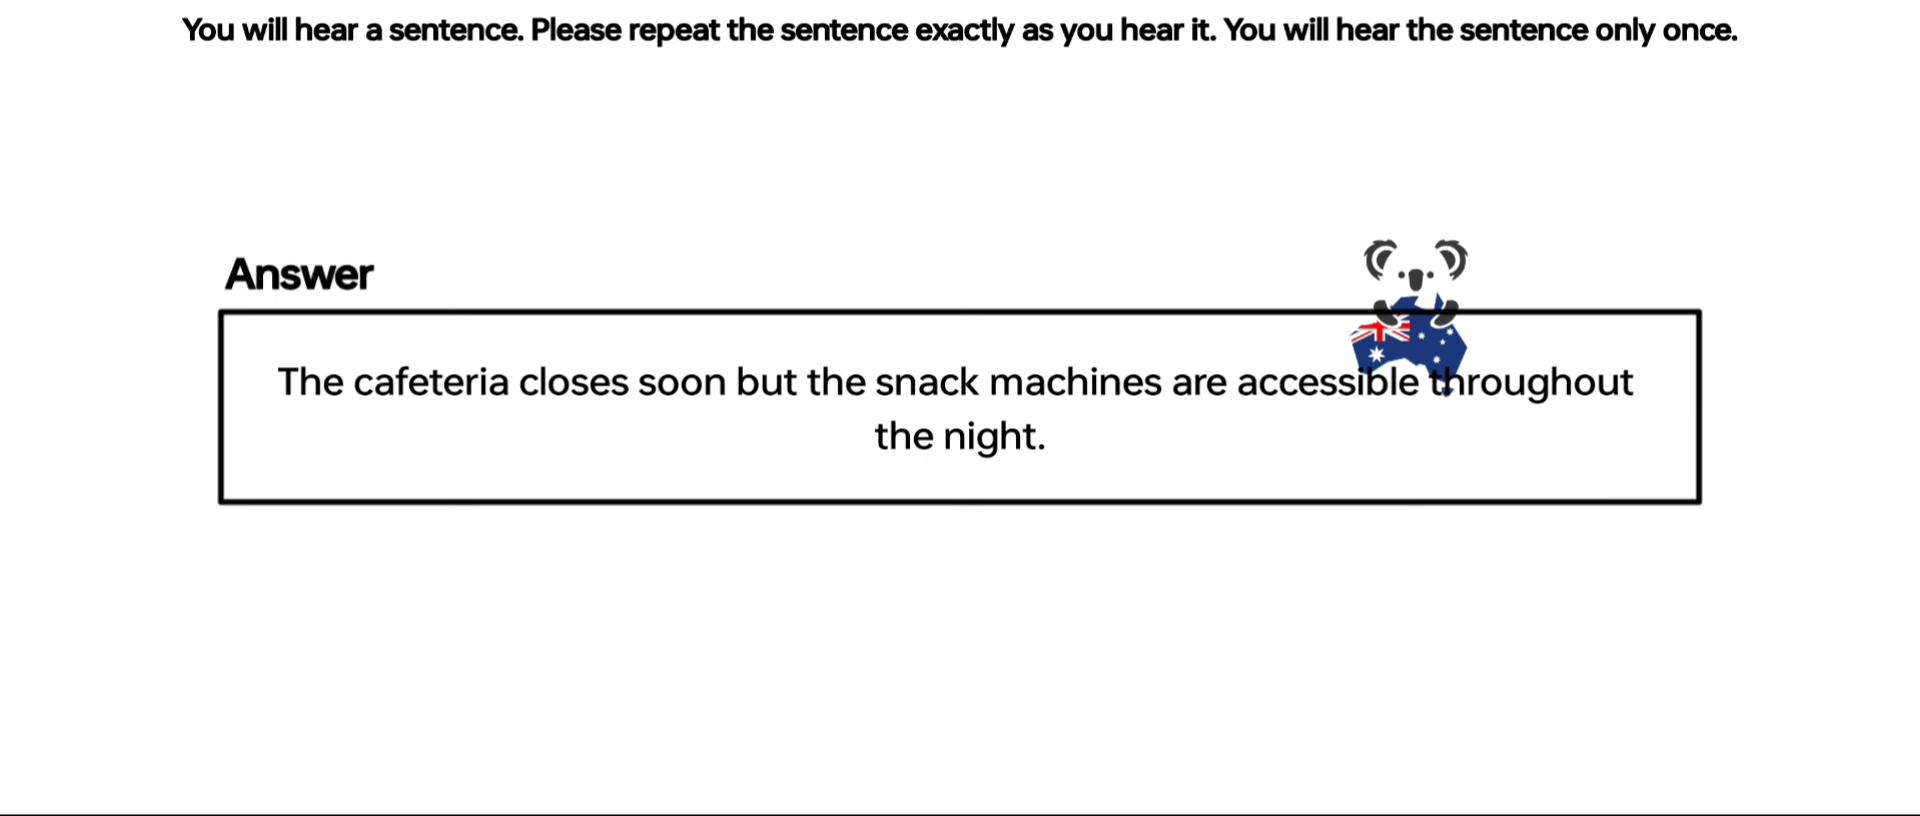 You will hear a sentence. Please repeat the sentence exactly as you hear it. You will hear the sentence only once.
Answer
The cafeteria closes soon but the snack machines are accessible throughout
the night.